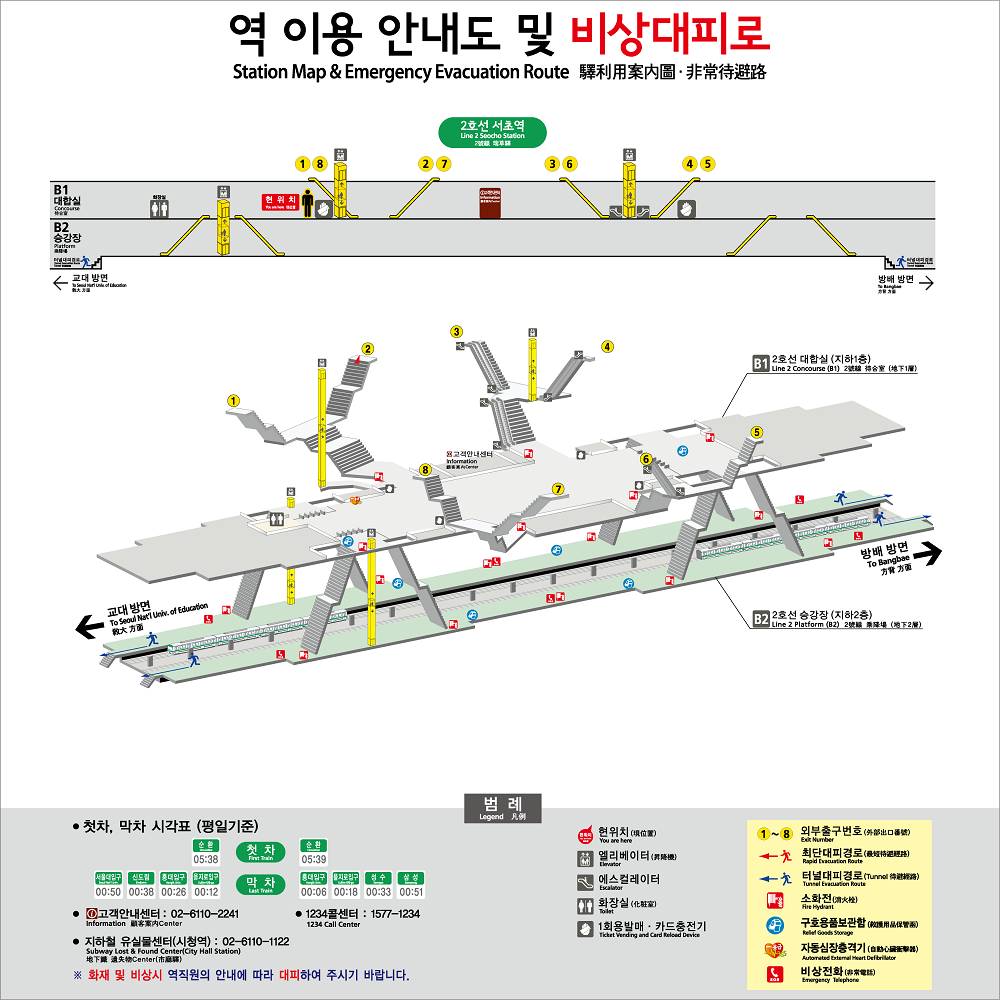 역 이용 안내도 및 비상대피로
Station Map & Emergency Evacuation Route 驛利用案內圖·非常待避路
2호선 서초역
Line 2 Seocho Station
2號線 瑞草驛
1 8 2 7 3 6 4 5
B1
대합실
Concourse
待合室
화장실
현 위 치
You are here 現位置
Information
B2
승강장
Platform
乘降場
터널대피경로
터널대피경로
교대 방면
To Seoul Nat'l Univ. of Education
敎大 方面
방배 방면
To Bangbae
方背 方面
3
2
4
1
B1 2호선 대합실 (지하1층)
Line 2 Concourse (B1) 2號線 待合室 (地下1層)
5
고객안내센터
Information
顧客案內Center
6
8
7
방배 방면
To Bangbae
方背 方面
교대 방면
To Seoul Nat'l Univ. of Education
敎大 方面
B2 2호선 승강장 (지하2층)
Line 2 Platform (B2) 2號線 乘降場 (地下2層)
범 례
Legend 凡例
• 첫차, 막차 시각표 (평일기준)
순 환 첫 차 순 환
05:38 First Train 05:39
서울대입구 신도림 홍대입구 을지로입구 막 차 홍대입구 을지로입구 성 수 삼 성
00:50 00:38 00:26 00:12 Last Train 00:06 00:18 00:33 00:51
• 고객안내센터 : 02-6110-2241
Information 顧客案內Center
• 1234콜센터 : 1577-1234
1234 Call Center
• 지하철 유실물센터(시청역) : 02-6110-1122
Subway Lost & Found Center(City Hall Station)
地下鐵 遺失物Center(市廳驛)
※ 화재 및 비상시 역직원의 안내에 따라 대피하여 주시기 바랍니다.
현위치 (現位置)
You are here
엘리베이터 (昇降機)
Elevator
에스컬레이터
Escalator
화장실 (化粧室)
Toilet
1회용발매 · 카드충전기
Ticket Vending and Card Reload Device
1~8 외부출구번호 (外部出口番號)
Exit Number
최단대피경로 (最短待避經路)
Rapid Evacuation Route
터널대피경로 (Tunnel 待避經路)
Tunnel Evacuation Route
소화전 (消火栓)
Fire Hydrant
구호용품보관함 (救護用品保管函)
Relief Goods Storage
자동심장충격기 (自動心臟衝擊器)
Automated External Heart Defibrillator
SOS 비상전화 (非常電話)
Emergency Telephone